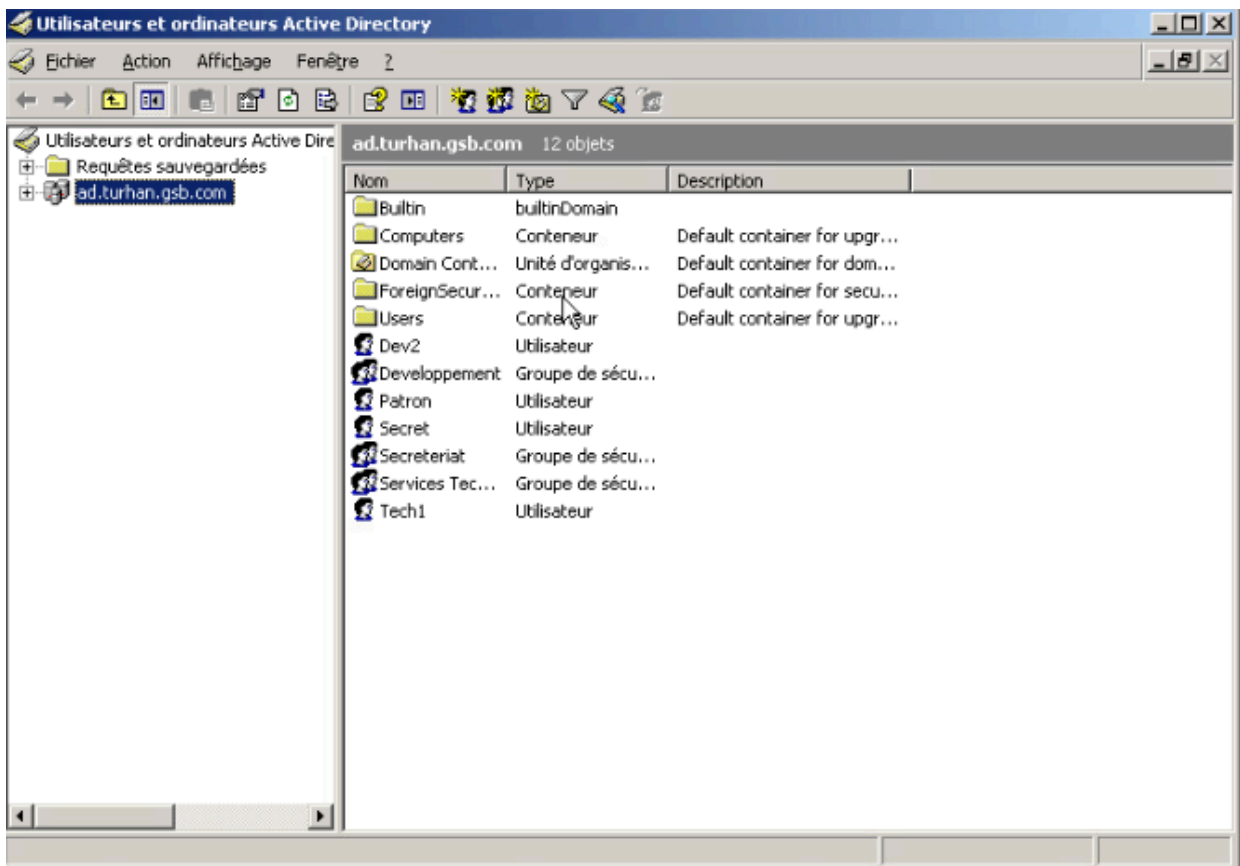 Utilisateurs et ordinateurs Active Directory
Fichier Action Affichage Fenêtre ?
Utilisateurs et ordinateurs Active Dire
Requêtes sauvegardées
ad.turhan.gsb.com
ad.turhan.gsb.com 12 objets
Nom Type Description
Builtin builtinDomain
Computers Conteneur Default container for upgr...
Domain Cont... Unité d'organis... Default container for dom...
ForeignSecur... Conteneur Default container for secu...
Users Conteneur Default container for upgr...
Dev2 Utilisateur
Developpement Groupe de sécu...
Patron Utilisateur
Secret Utilisateur
Secreteriat Groupe de sécu...
Services Tec... Groupe de sécu...
Tech1 Utilisateur